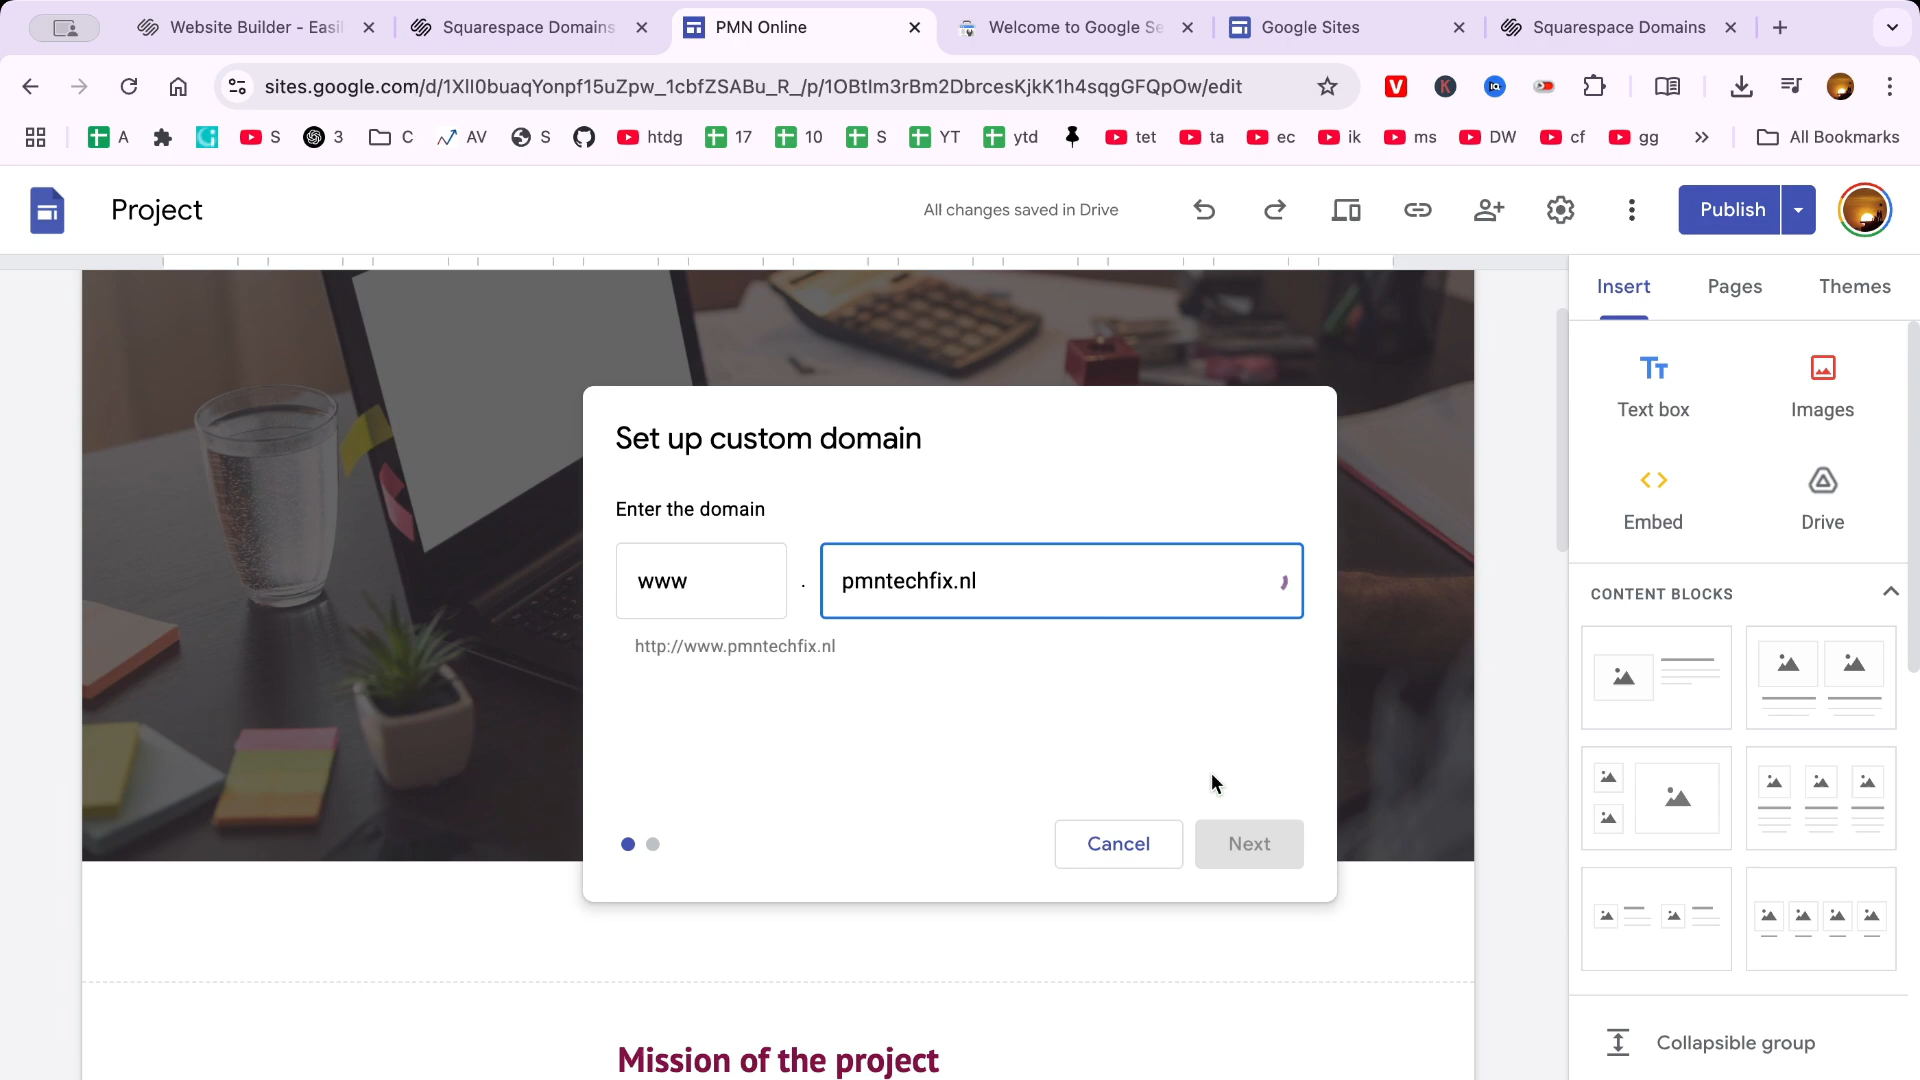 Website Builder - Easil
Squarespace Domains
PMN Online
Welcome to Google Se
Google Sites
Squarespace Domains
sites.google.com/d/1XlI0buaqYonpf15uZpw_1cbfZSABu_R_/p/1OBtIm3rBm2DbrcesKjkK1h4sqgGFQpOw/edit
A
S
3
C
AV
S
htdg
17
10
S
YT
ytd
tet
ta
ec
ik
ms
DW
cf
gg
»
All Bookmarks
Project
All changes saved in Drive
Publish
Insert
Pages
Themes
Text box
Images
Embed
Drive
CONTENT BLOCKS
Collapsible group
Set up custom domain
Enter the domain
www . pmntechfix.nl
http://www.pmntechfix.nl
Cancel
Next
Mission of the project